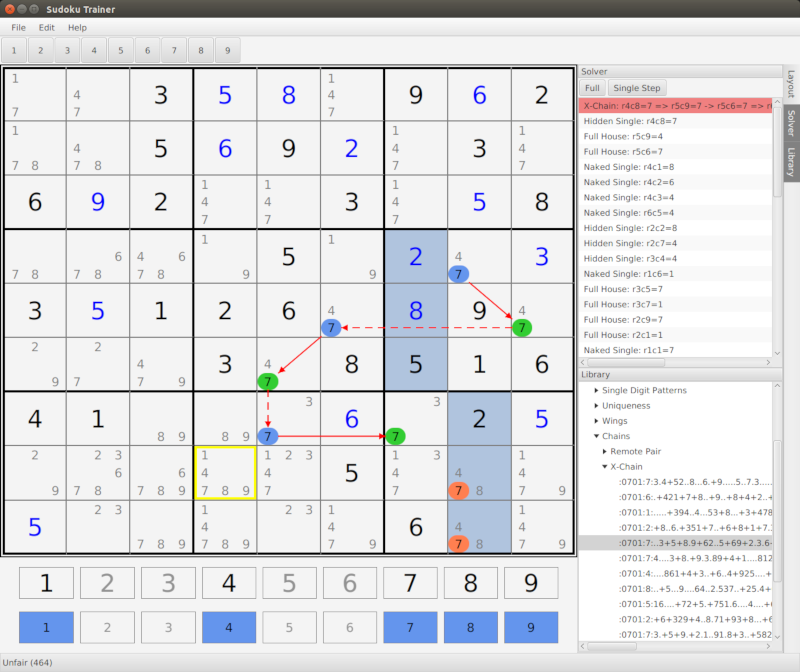 Sudoku Trainer
File Edit Help
1 2 3 4 5 6 7 8 9
1 1
4 3 5 8 4 9 6 2
7 7 7
1 1 1
4 5 6 9 2 4 3 4
7 8 7 8 7 7
1 1 1
6 9 2 4 4 3 4 5 8
7 7 7
1 1
6 4 6 5 2 4 3
7 8 7 8 7 8 9 9 7
3 5 1 2 6 4 8 9 4
7 7
2 2
4 3 4 8 5 1 6
9 7 7 9 7
3 3
4 1 6 2 5
8 9 8 9 7 7
2 2 3 1 1 2 3 1 3 1
6 6 4 4 5 4 4 4
9 7 8 7 8 9 7 8 9 7 7 7 8 7 9
2 3 1 2 3 1 1
5 4 4 6 4 4
7 8 9 7 8 9 7 9 7 8 7 9
1 2 3 4 5 6 7 8 9
1 2 3 4 5 6 7 8 9
Solver
Full Single Step
X-Chain: r4c8=7 => r5c9=7 -> r5c6=7 => r
Hidden Single: r4c8=7
Full House: r5c9=4
Full House: r5c6=7
Naked Single: r4c1=8
Naked Single: r4c2=6
Naked Single: r4c3=4
Naked Single: r6c5=4
Hidden Single: r2c2=8
Hidden Single: r2c7=4
Hidden Single: r3c4=4
Naked Single: r1c6=1
Full House: r3c5=7
Full House: r3c7=1
Full House: r2c9=7
Full House: r2c1=1
Naked Single: r1c1=7
Library
Single Digit Patterns
Uniqueness
Wings
Chains
Remote Pair
X-Chain
:0701:7:3.4+52..8...6.+9....5..7.3....
:0701:6:.+421+7+8..+9..+8+4+2..+
:0701:1:.....+394..4...53+8...+3+478
:0701:2:+6+8..6.351+7..+6+8+1+7.
:0701:7:..3+5+8.9+62..5+69+2.3.6-
:0701:7:4....3+8.+9.3.89+4+1....812
:0701:4:....861+4+3..+6..4+925....+
:0701:8:..+5..9....64..2.537..+25.4+
:0701:5:16....+72+5.+751.6....4....+
:0701:2:+6+329+4..8.71+93+8...+6
:0701:7:3.+5+9.+2.1..91.8+3..+582
Layout
Solver
Library
Unfair (464)